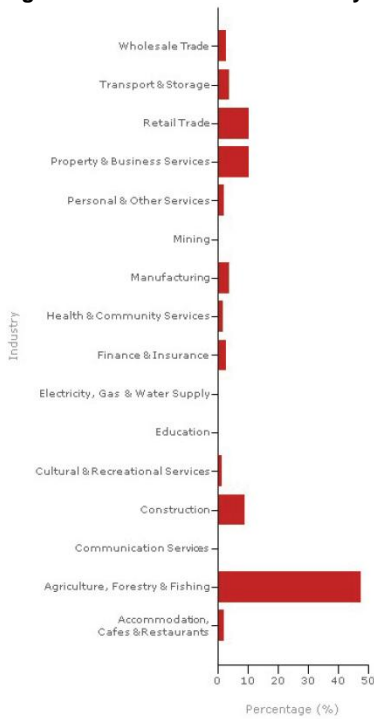 Wholesale Trade
Transport & Storage
Retail Trade
Property & Business Services
Personal & Other Services
Mining
Manufacturing
Health & Community Services
Finance & Insurance
Electricity, Gas & Water Supply
Education
Cultural & Recreational Services
Construction
Communication Services
Agriculture, Forestry & Fishing
Accommodation,
Cafes & Restaurants
Industry
0 10 20 30 40 50
Percentage (%)